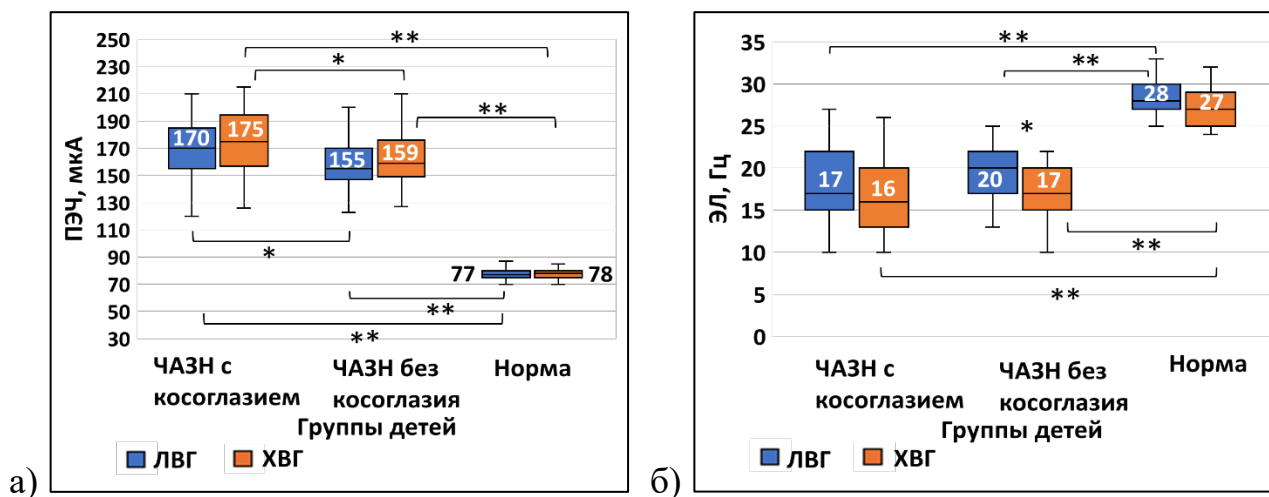 250
230
210
190
170
150
130
110
90
70
50
30
ПЭЧ, мкА
**
*
**
170
175
155
159
*
77
78
**
**
ЧАЗН с
косоглазием
ЧАЗН без
косоглазия
Норма
Группы детей
ЛВГ
ХВГ
а)
35
30
25
20
15
10
5
0
ЭЛ, Гц
**
**
28
27
*
17
16
20
17
**
**
ЧАЗН с
косоглазием
ЧАЗН без
косоглазия
Норма
Группы детей
ЛВГ
ХВГ
б)